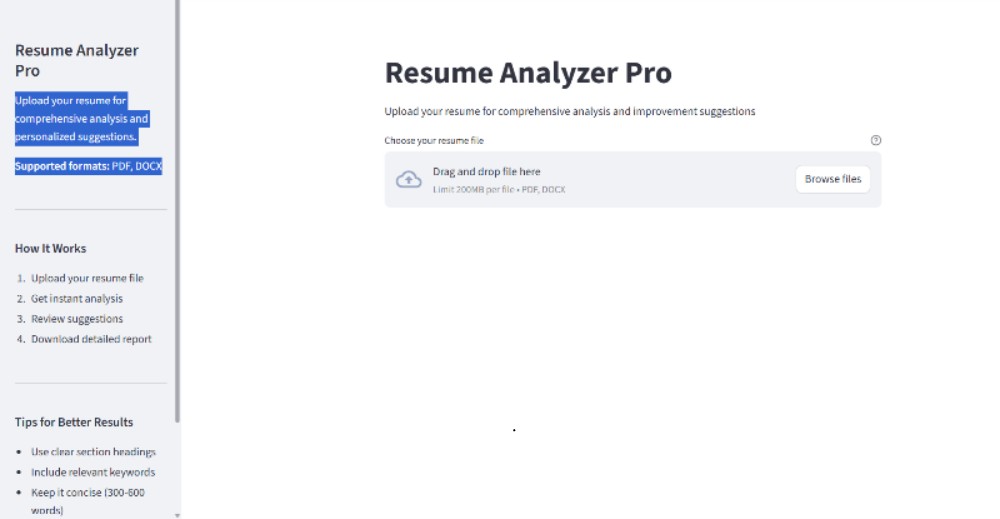 Resume Analyzer
Pro
Upload your resume for
comprehensive analysis and
personalized suggestions.
Supported formats: PDF, DOCX
How It Works
1. Upload your resume file
2. Get instant analysis
3. Review suggestions
4. Download detailed report
Tips for Better Results
• Use clear section headings
• Include relevant keywords
• Keep it concise (300-600
words)
Resume Analyzer Pro
Upload your resume for comprehensive analysis and improvement suggestions
Choose your resume file
Drag and drop file here
Limit 200MB per file • PDF, DOCX
Browse files